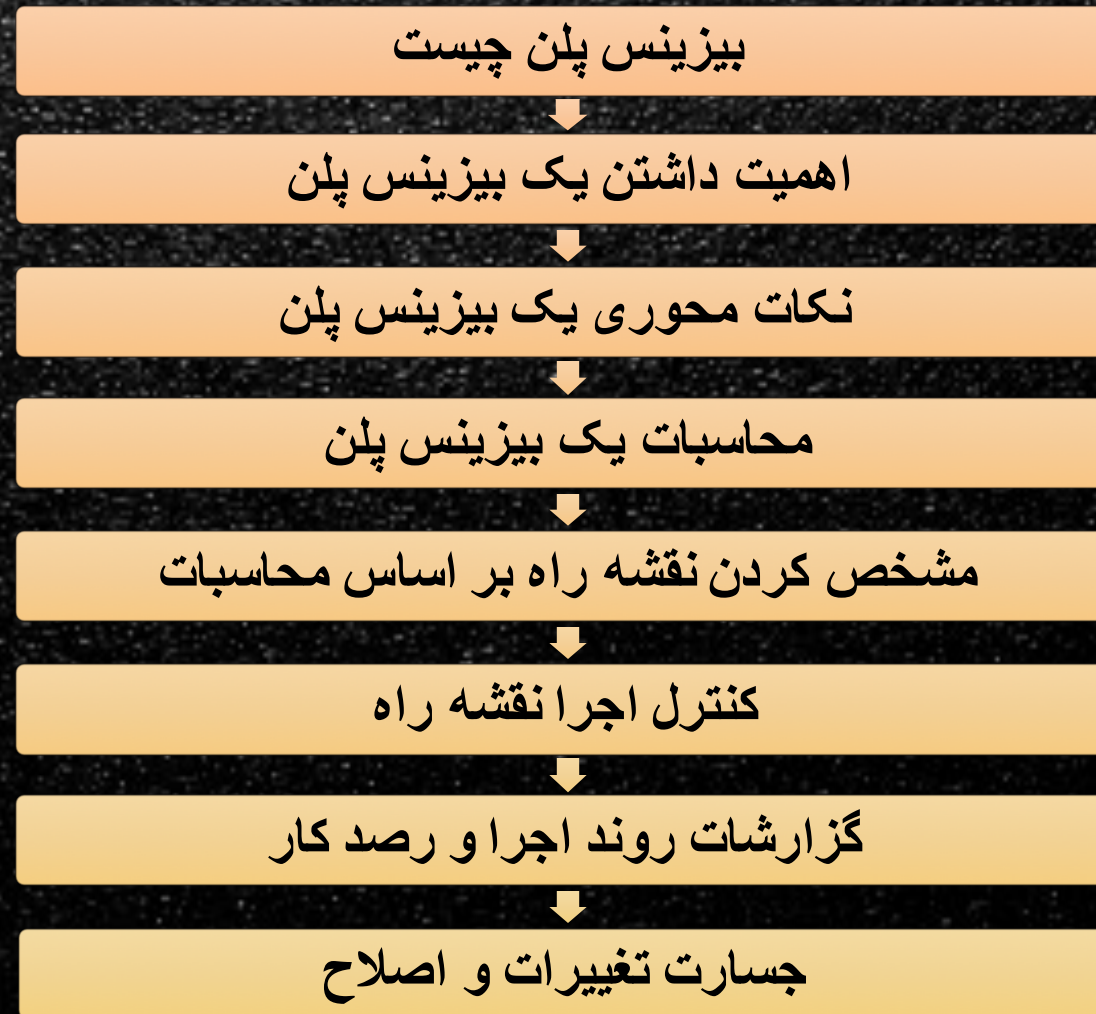 بیزینس پلن چیست
اهمیت داشتن یک بیزینس پلن
نکات محوری یک بیزینس پلن
محاسبات یک بیزینس پلن
مشخص کردن نقشه راه بر اساس محاسبات
کنترل اجرا نقشه راه
گزارشات روند اجرا و رصد کار
جسارت تغییرات و اصلاح